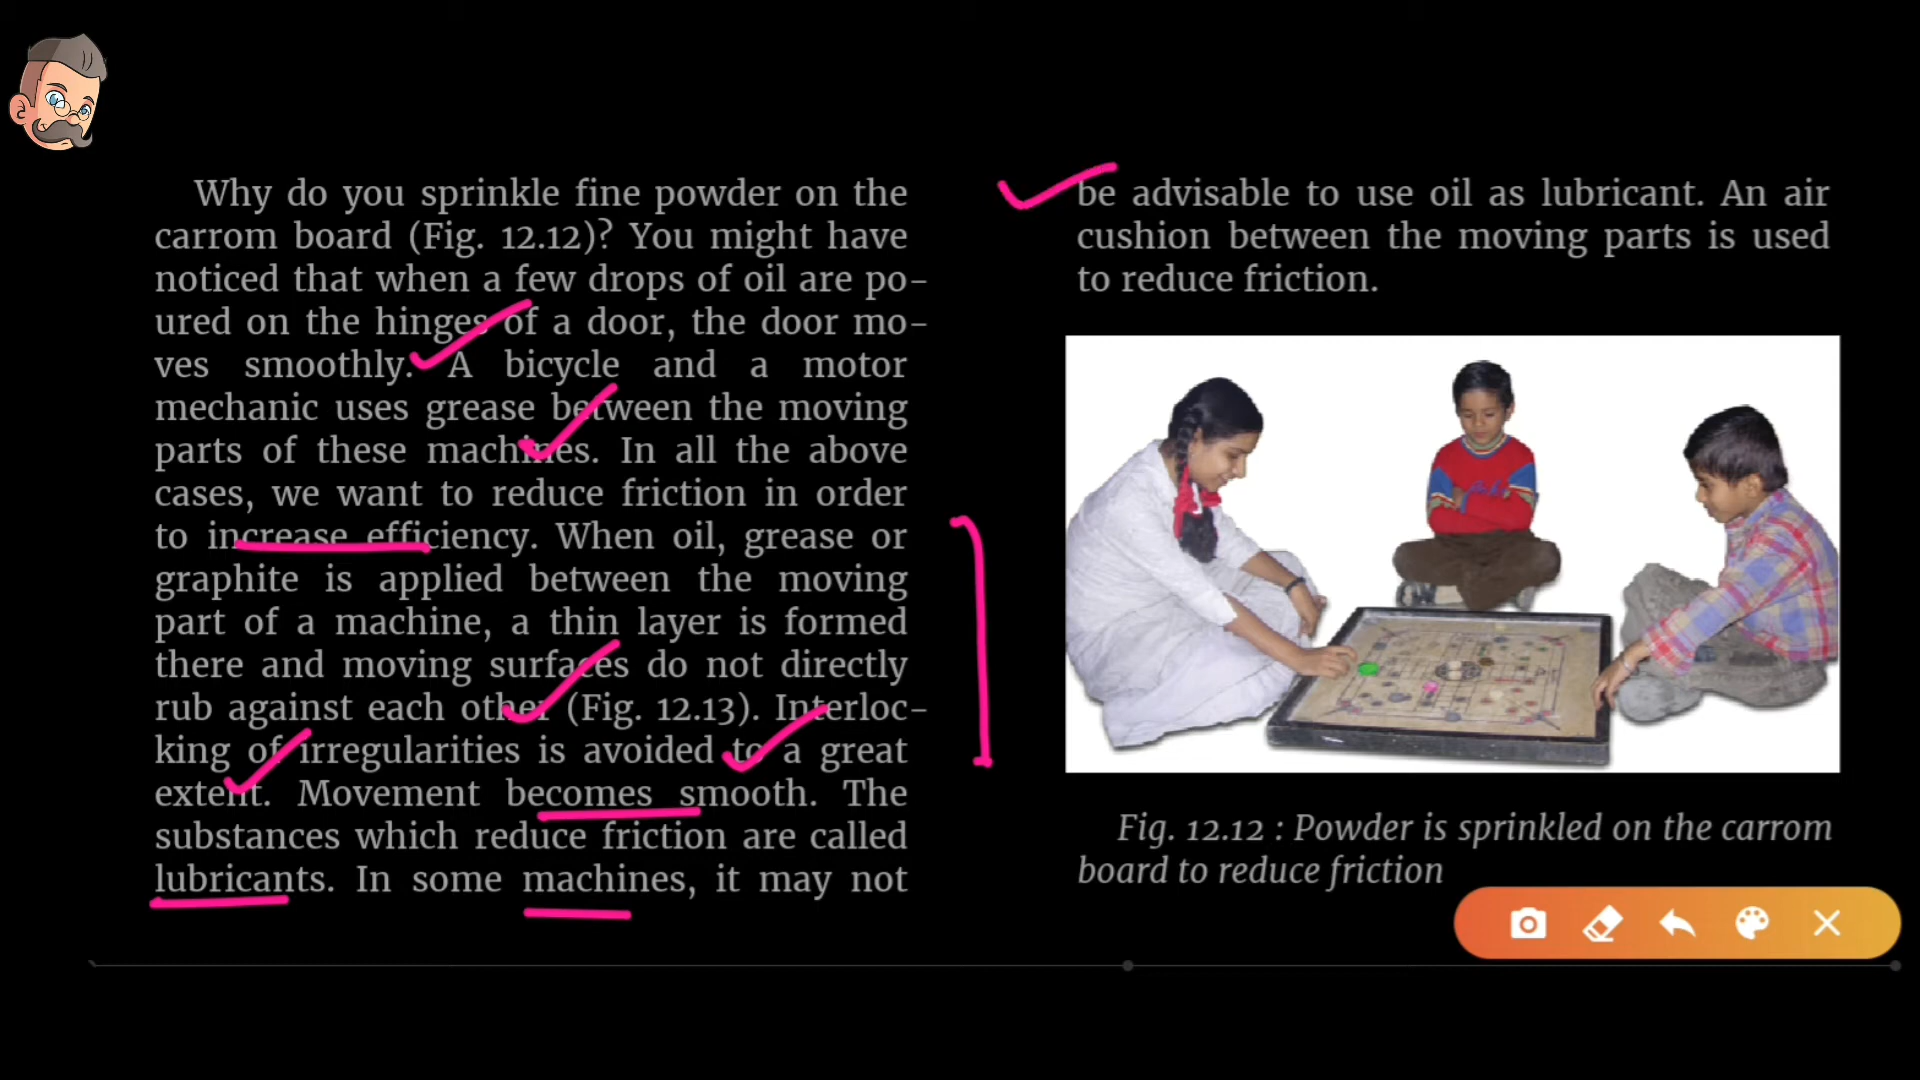 Why do you sprinkle fine powder on the
carrom board (Fig. 12.12)? You might have
noticed that when a few drops of oil are po-
ured on the hinges of a door, the door mo-
ves smoothly. A bicycle and a motor
mechanic uses grease between the moving
parts of these machines. In all the above
cases, we want to reduce friction in order
to increase efficiency. When oil, grease or
graphite is applied between the moving
part of a machine, a thin layer is formed
there and moving surfaces do not directly
rub against each other (Fig. 12.13). Interloc-
king of irregularities is avoided to a great
extent. Movement becomes smooth. The
substances which reduce friction are called
lubricants. In some machines, it may not
be advisable to use oil as lubricant. An air
cushion between the moving parts is used
to reduce friction.
Fig. 12.12 : Powder is sprinkled on the carrom
board to reduce friction